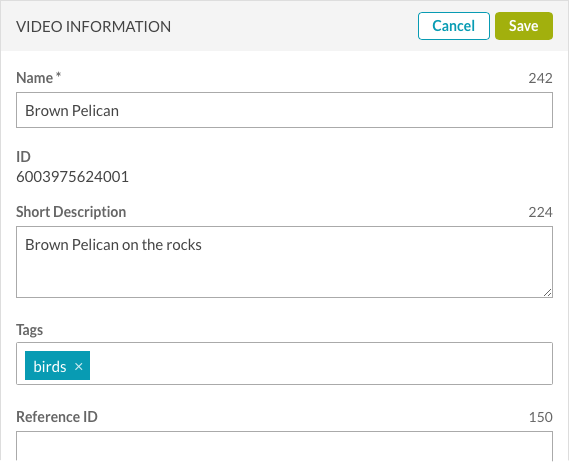 VIDEO INFORMATION Cancel Save
Name* 242
Brown Pelican
ID
6003975624001
Short Description 224
Brown Pelican on the rocks
Tags
birds ×
Reference ID 150